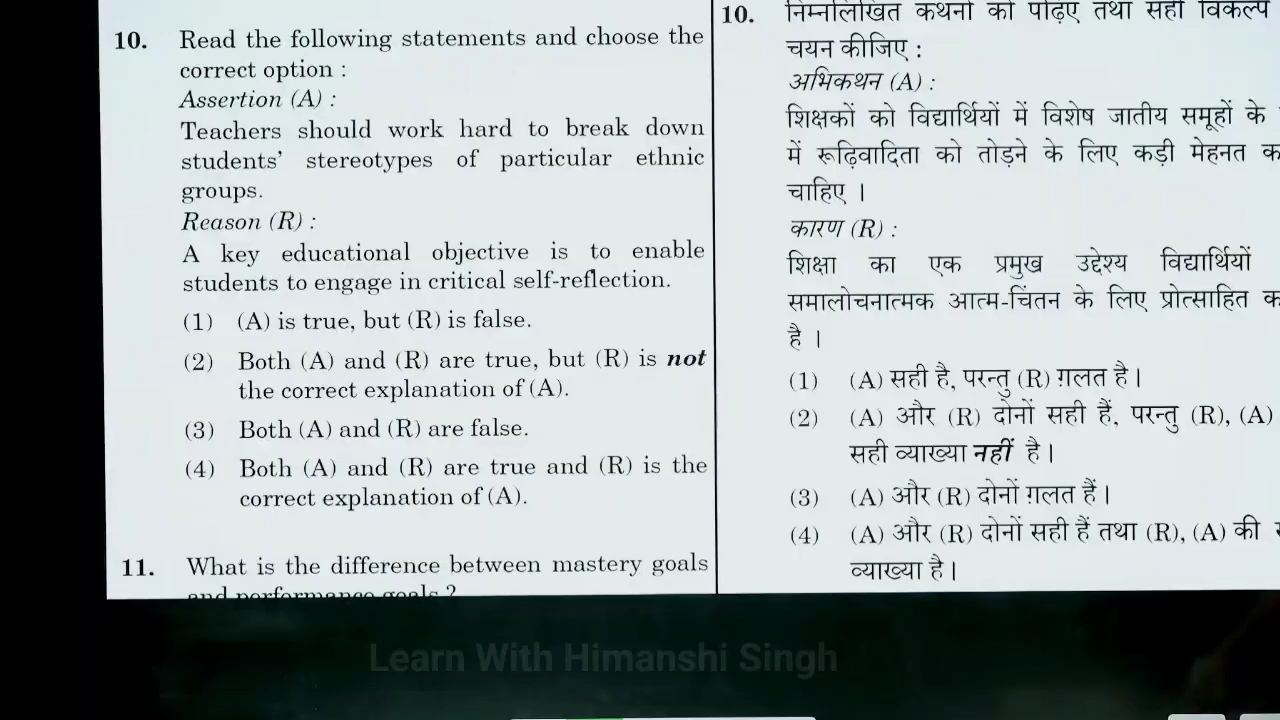 10. Read the following statements and choose the
correct option :
Assertion (A) :
Teachers should work hard to break down
students' stereotypes of particular ethnic
groups.
Reason (R) :
A key educational objective is to enable
students to engage in critical self-reflection.
(1) (A) is true, but (R) is false.
(2) Both (A) and (R) are true, but (R) is not
the correct explanation of (A).
(3) Both (A) and (R) are false.
(4) Both (A) and (R) are true and (R) is the
correct explanation of (A).
11. What is the difference between mastery goals
and performance goals ?
10. निम्नलिखित कथनों को पढ़िए तथा सही विकल्प
चयन कीजिए :
अभिकथन (A) :
शिक्षकों को विद्यार्थियों में विशेष जातीय समूहों के
में रूढ़िवादिता को तोड़ने के लिए कड़ी मेहनत
चाहिए ।
कारण (R) :
शिक्षा का एक प्रमुख उद्देश्य विद्यार्थियों
समालोचनात्मक आत्म-चिंतन के लिए प्रोत्साहित
है ।
(1) (A) सही है, परन्तु (R) ग़लत है ।
(2) (A) और (R) दोनों सही हैं, परन्तु (R), (A)
सही व्याख्या नहीं है ।
(3) (A) और (R) दोनों ग़लत हैं ।
(4) (A) और (R) दोनों सही हैं तथा (R), (A) की
व्याख्या है ।
Learn With Himanshi Singh